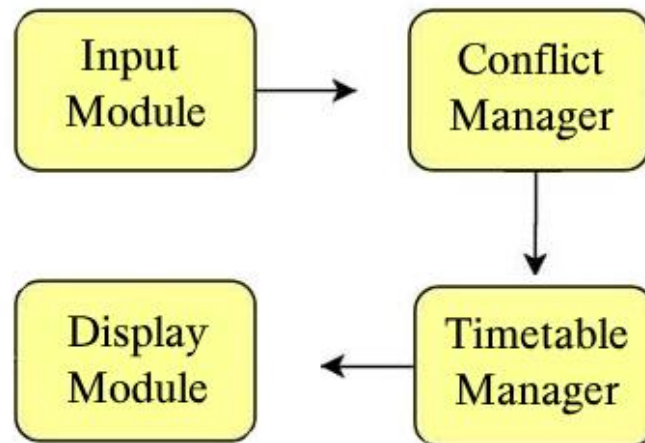 Input
Module
Conflict
Manager
Display
Module
Timetable
Manager